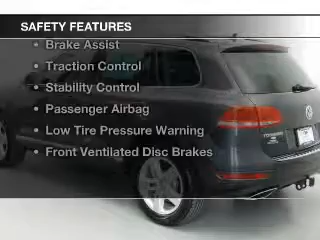 SAFETY FEATURES
• Brake Assist
• Traction Control
• Stability Control
• Passenger Airbag
• Low Tire Pressure Warning
• Front Ventilated Disc Brakes